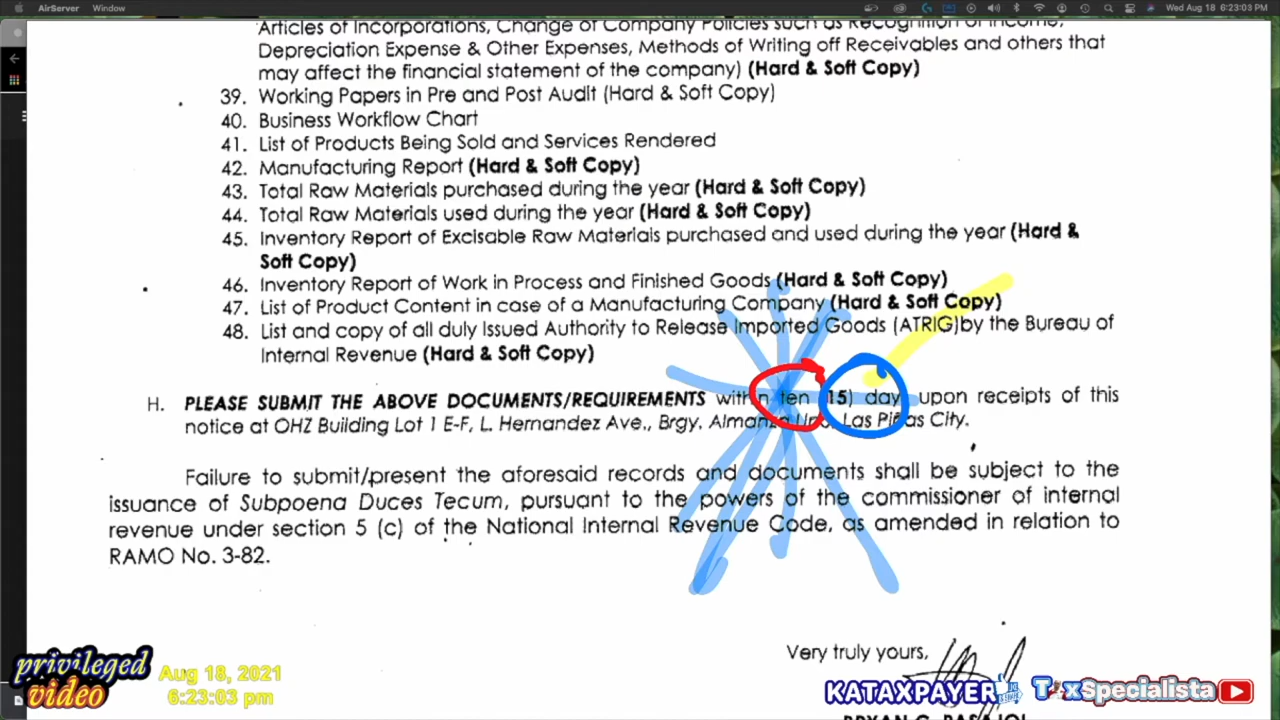 AirServer Window
Wed Aug 18 6:23:03 PM
Articles of Incorporations, Change of Company Policies such as Recognition of Income,
Depreciation Expense & Other Expenses, Methods of Writing off Receivables and others that
may affect the financial statement of the company) (Hard & Soft Copy)
39. Working Papers in Pre and Post Audit (Hard & Soft Copy)
40. Business Workflow Chart
41. List of Products Being Sold and Services Rendered
42. Manufacturing Report (Hard & Soft Copy)
43. Total Raw Materials purchased during the year (Hard & Soft Copy)
44. Total Raw Materials used during the year (Hard & Soft Copy)
45. Inventory Report of Excisable Raw Materials purchased and used during the year (Hard &
Soft Copy)
46. Inventory Report of Work in Process and Finished Goods (Hard & Soft Copy)
47. List of Product Content in case of a Manufacturing Company (Hard & Soft Copy)
48. List and copy of all duly Issued Authority to Release Imported Goods (ATRIG)by the Bureau of
Internal Revenue (Hard & Soft Copy)
H. PLEASE SUBMIT THE ABOVE DOCUMENTS/REQUIREMENTS within ten 15) day upon receipts of this
notice at OHZ Building Lot 1 E-F, L. Hernandez Ave., Brgy. Almanza Uno, Las Piñas City.
Failure to submit/present the aforesaid records and documents shall be subject to the
issuance of Subpoena Duces Tecum, pursuant to the powers of the commissioner of internal
revenue under section 5 (c) of the National Internal Revenue Code, as amended in relation to
RAMO No. 3-82.
Very truly yours,
privileged
video
Aug 18, 2021
6:23:03 pm
KATAXPAYER
TaxSpecialista